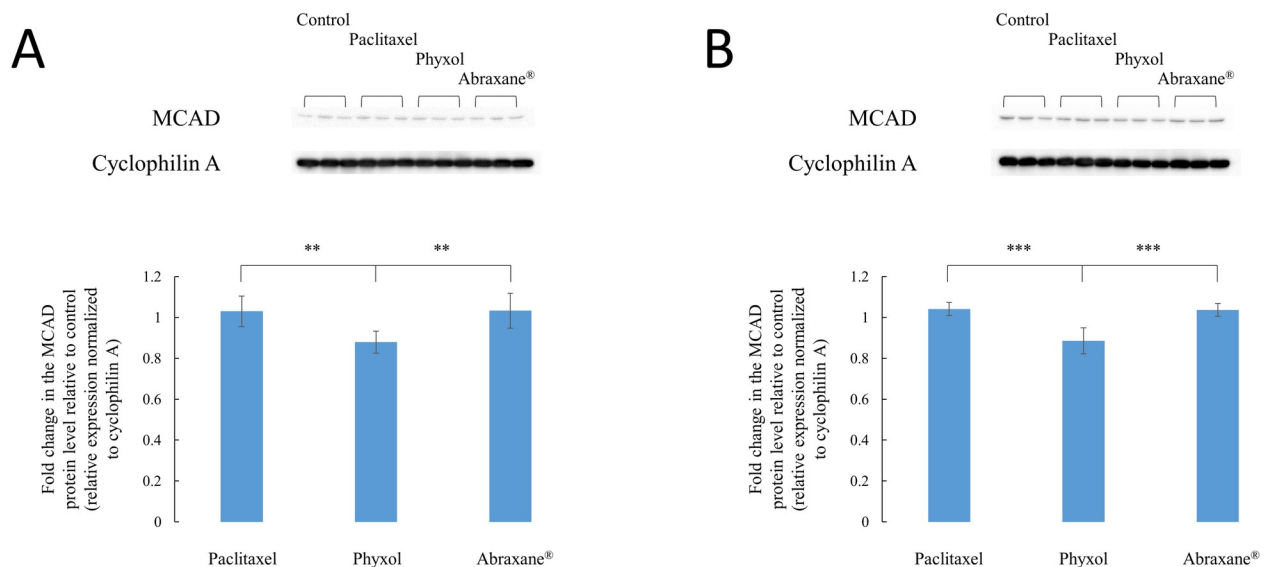 A
Control
Paclitaxel
Phyxol
Abraxane®
MCAD
Cyclophilin A
** **
Fold change in the MCAD
protein level relative to control
(relative expression normalized
to cyclophilin A)
1.2
1
0.8
0.6
0.4
0.2
0
Paclitaxel Phyxol Abraxane®
B
Control
Paclitaxel
Phyxol
Abraxane®
MCAD
Cyclophilin A
*** ***
Fold change in the MCAD
protein level relative to control
(relative expression normalized
to cyclophilin A)
1.2
1
0.8
0.6
0.4
0.2
0
Paclitaxel Phyxol Abraxane®